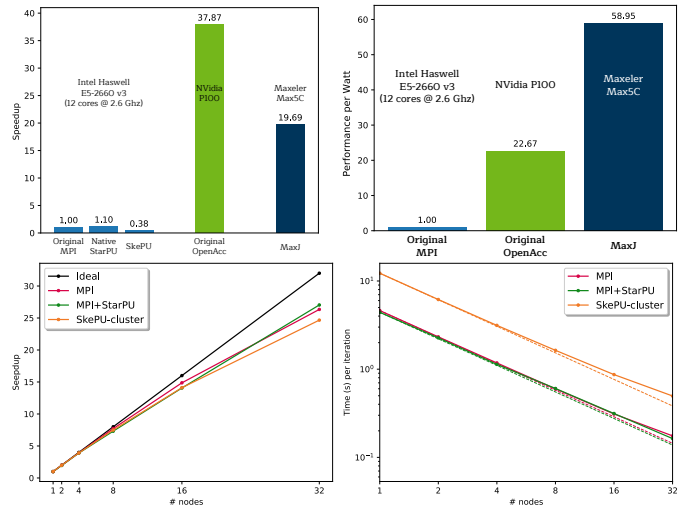 40
35
30
25
20
15
10
5
0
Speedup
1.00
1.10
0.38
37.87
19.69
Intel Haswell
E5-2660 v3
(12 cores @ 2.6 Ghz)
NVidia
P100
Maxeler
Max5C
Original
MPI
Native
StarPU
SkePU
Original
OpenAcc
MaxJ
60
50
40
30
20
10
0
Performance per Watt
1.00
22.67
58.95
Intel Haswell
E5-2660 v3
(12 cores @ 2.6 Ghz)
NVidia P100
Maxeler
Max5C
Original
MPI
Original
OpenAcc
MaxJ
Ideal
MPl
MPl+StarPU
SkePU-cluster
30
25
20
15
10
5
0
Seepdup
1 2 4 8 16 32
# nodes
MPl
MPl+StarPU
SkePU-cluster
10^1
10^0
10^-1
Time (s) per iteration
1 2 4 8 16 32
# nodes